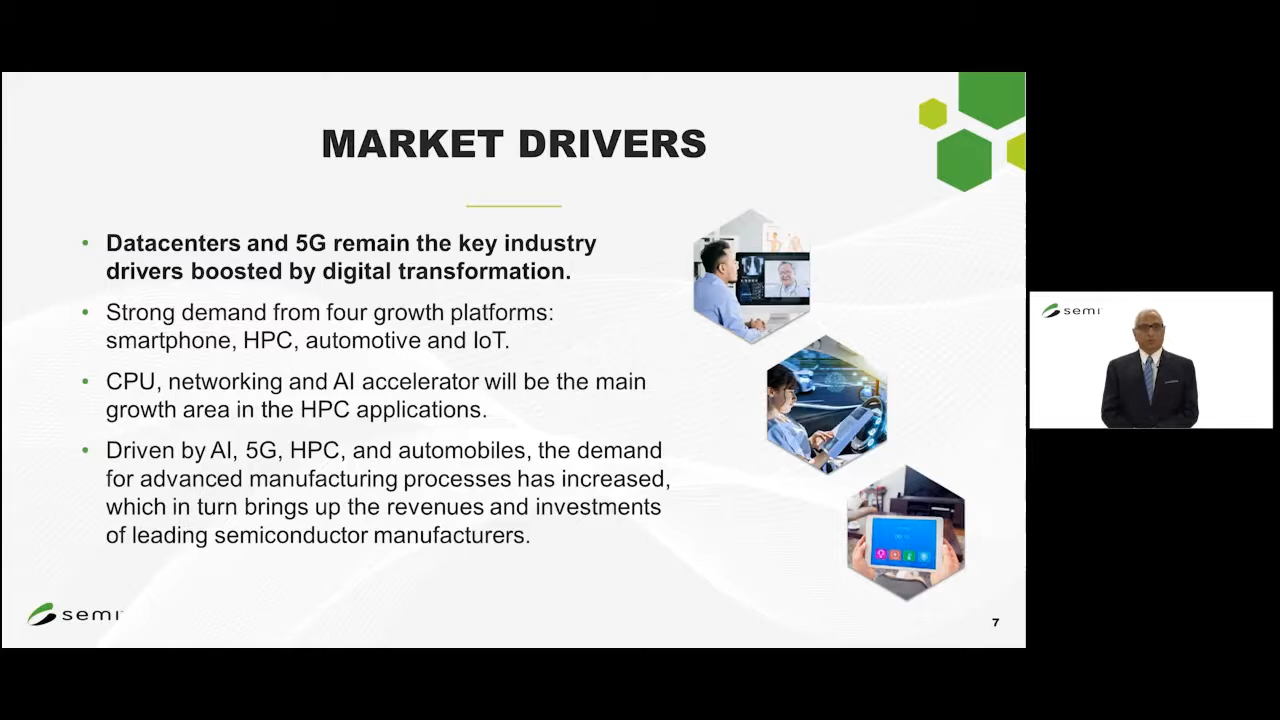 MARKET DRIVERS
• Datacenters and 5G remain the key industry
drivers boosted by digital transformation.
• Strong demand from four growth platforms:
smartphone, HPC, automotive and IoT.
• CPU, networking and AI accelerator will be the main
growth area in the HPC applications.
• Driven by AI, 5G, HPC, and automobiles, the demand
for advanced manufacturing processes has increased,
which in turn brings up the revenues and investments
of leading semiconductor manufacturers.
semi
7
semi